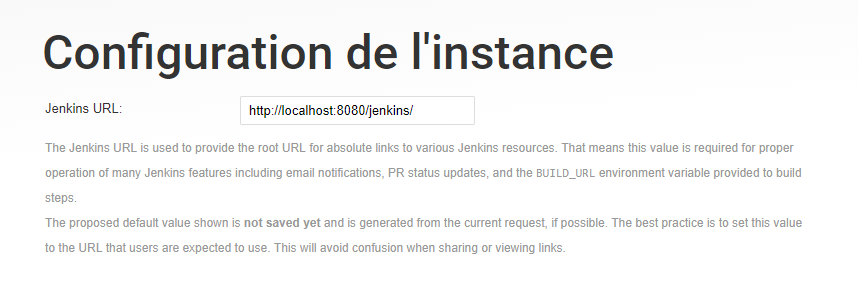 Configuration de l'instance
Jenkins URL:
http://localhost:8080/jenkins/
The Jenkins URL is used to provide the root URL for absolute links to various Jenkins resources. That means this value is required for proper
operation of many Jenkins features including email notifications, PR status updates, and the BUILD_URL environment variable provided to build
steps.
The proposed default value shown is not saved yet and is generated from the current request, if possible. The best practice is to set this value
to the URL that users are expected to use. This will avoid confusion when sharing or viewing links.